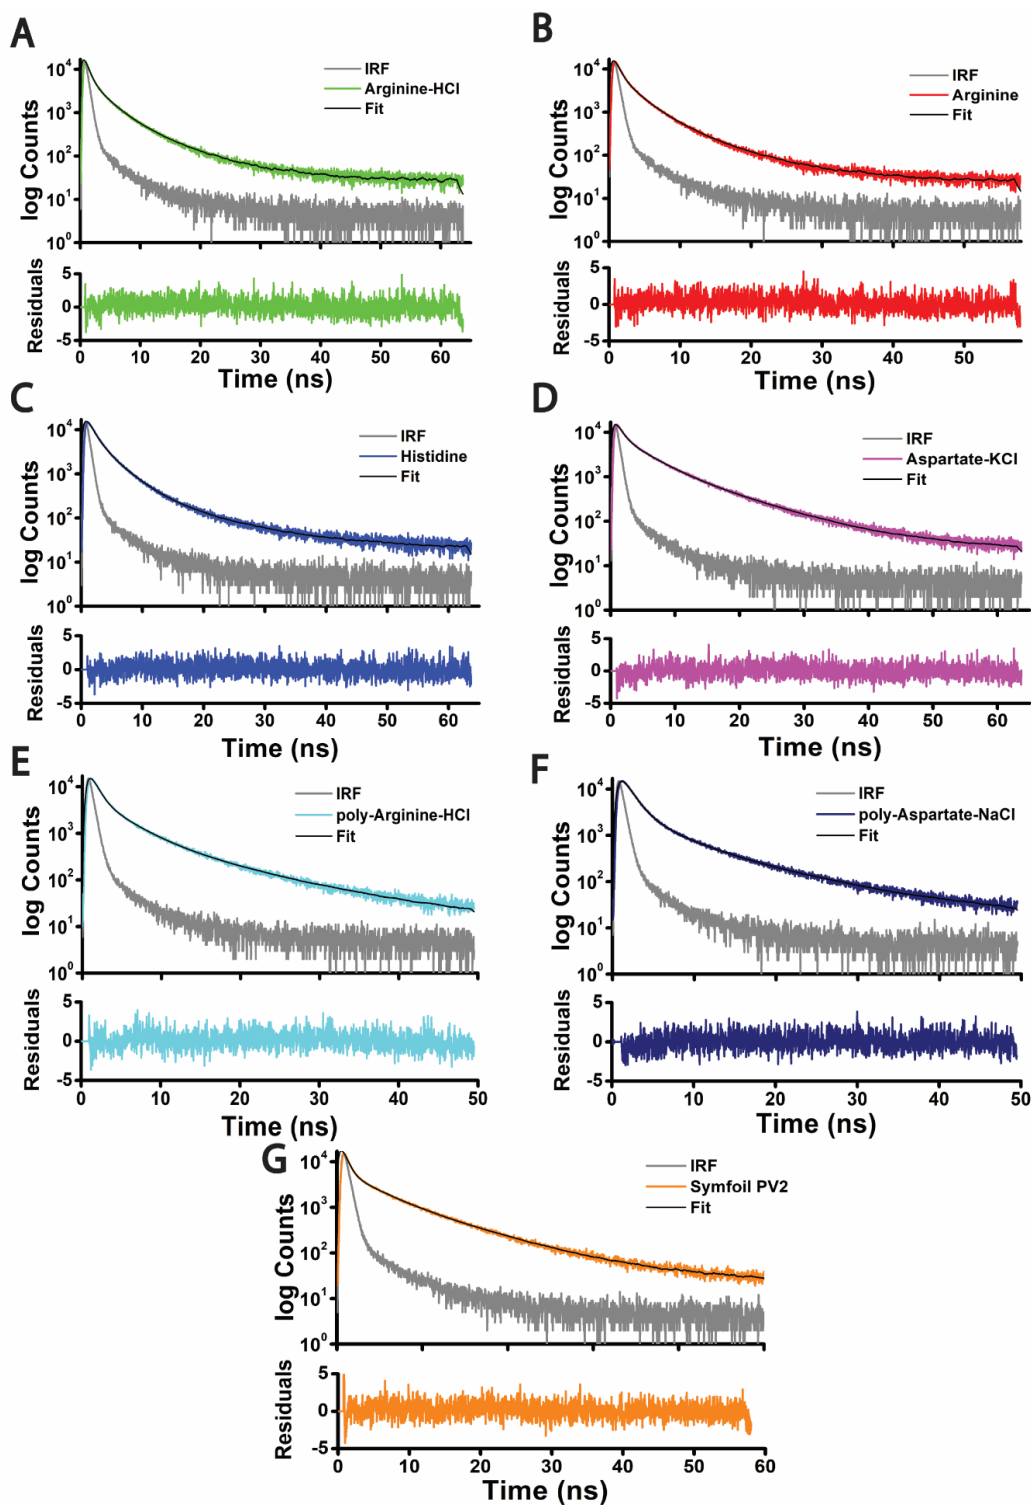 A
log Counts
10⁴
10³
10²
10¹
10⁰
IRF
Arginine-HCl
Fit
Residuals
5
0
-5
0 10 20 30 40 50 60
Time (ns)
B
log Counts
10⁴
10³
10²
10¹
10⁰
IRF
Arginine
Fit
Residuals
5
0
-5
0 10 20 30 40 50
Time (ns)
C
log Counts
10⁴
10³
10²
10¹
10⁰
IRF
Histidine
Fit
Residuals
5
0
-5
0 10 20 30 40 50 60
Time (ns)
D
log Counts
10⁴
10³
10²
10¹
10⁰
IRF
Aspartate-KCl
Fit
Residuals
5
0
-5
0 10 20 30 40 50 60
Time (ns)
E
log Counts
10⁴
10³
10²
10¹
10⁰
IRF
poly-Arginine-HCl
Fit
Residuals
5
0
-5
0 10 20 30 40 50
Time (ns)
F
log Counts
10⁴
10³
10²
10¹
10⁰
IRF
poly-Aspartate-NaCl
Fit
Residuals
5
0
-5
0 10 20 30 40 50
Time (ns)
G
log Counts
10⁴
10³
10²
10¹
10⁰
IRF
Symfoil PV2
Fit
Residuals
5
0
-5
0 10 20 30 40 50 60
Time (ns)